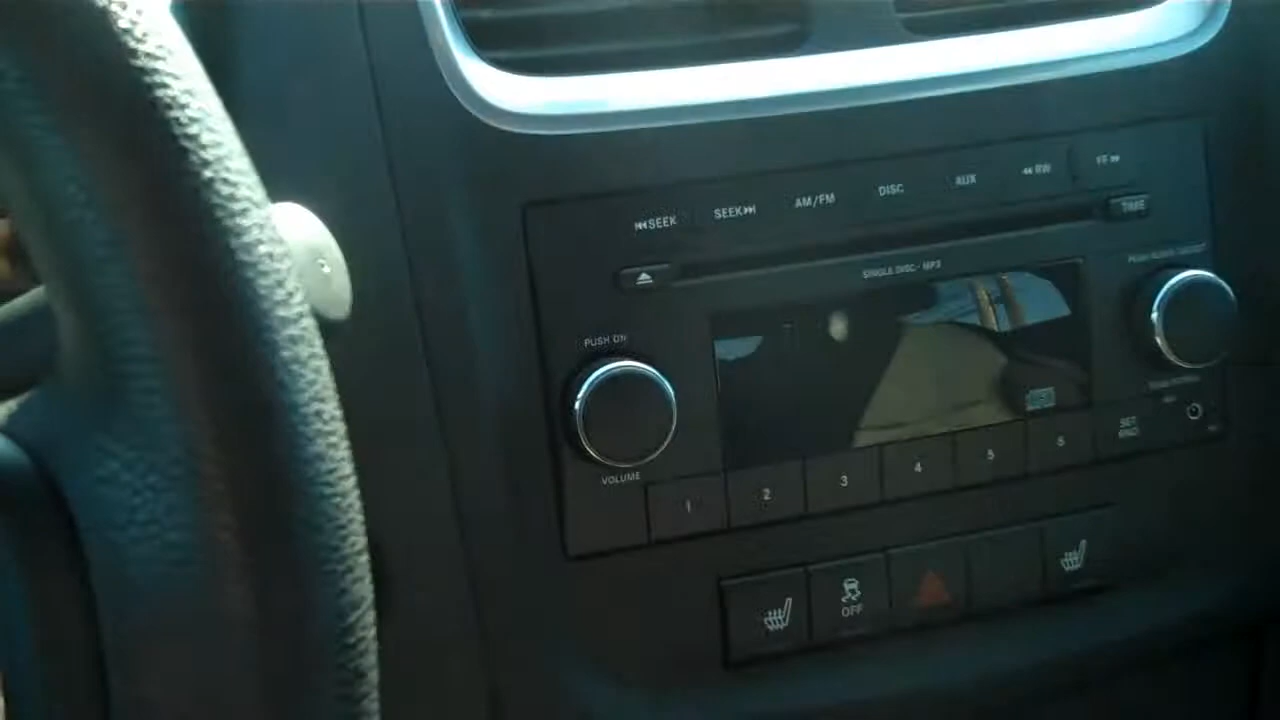 ⏮SEEK SEEK⏭ AM/FM DISC AUX ◂◂ RW FF ▸▸
TIME
SINGLE DISC - MP3
PUSH ON
VOLUME
1 2 3 4 5 6 SET
OFF